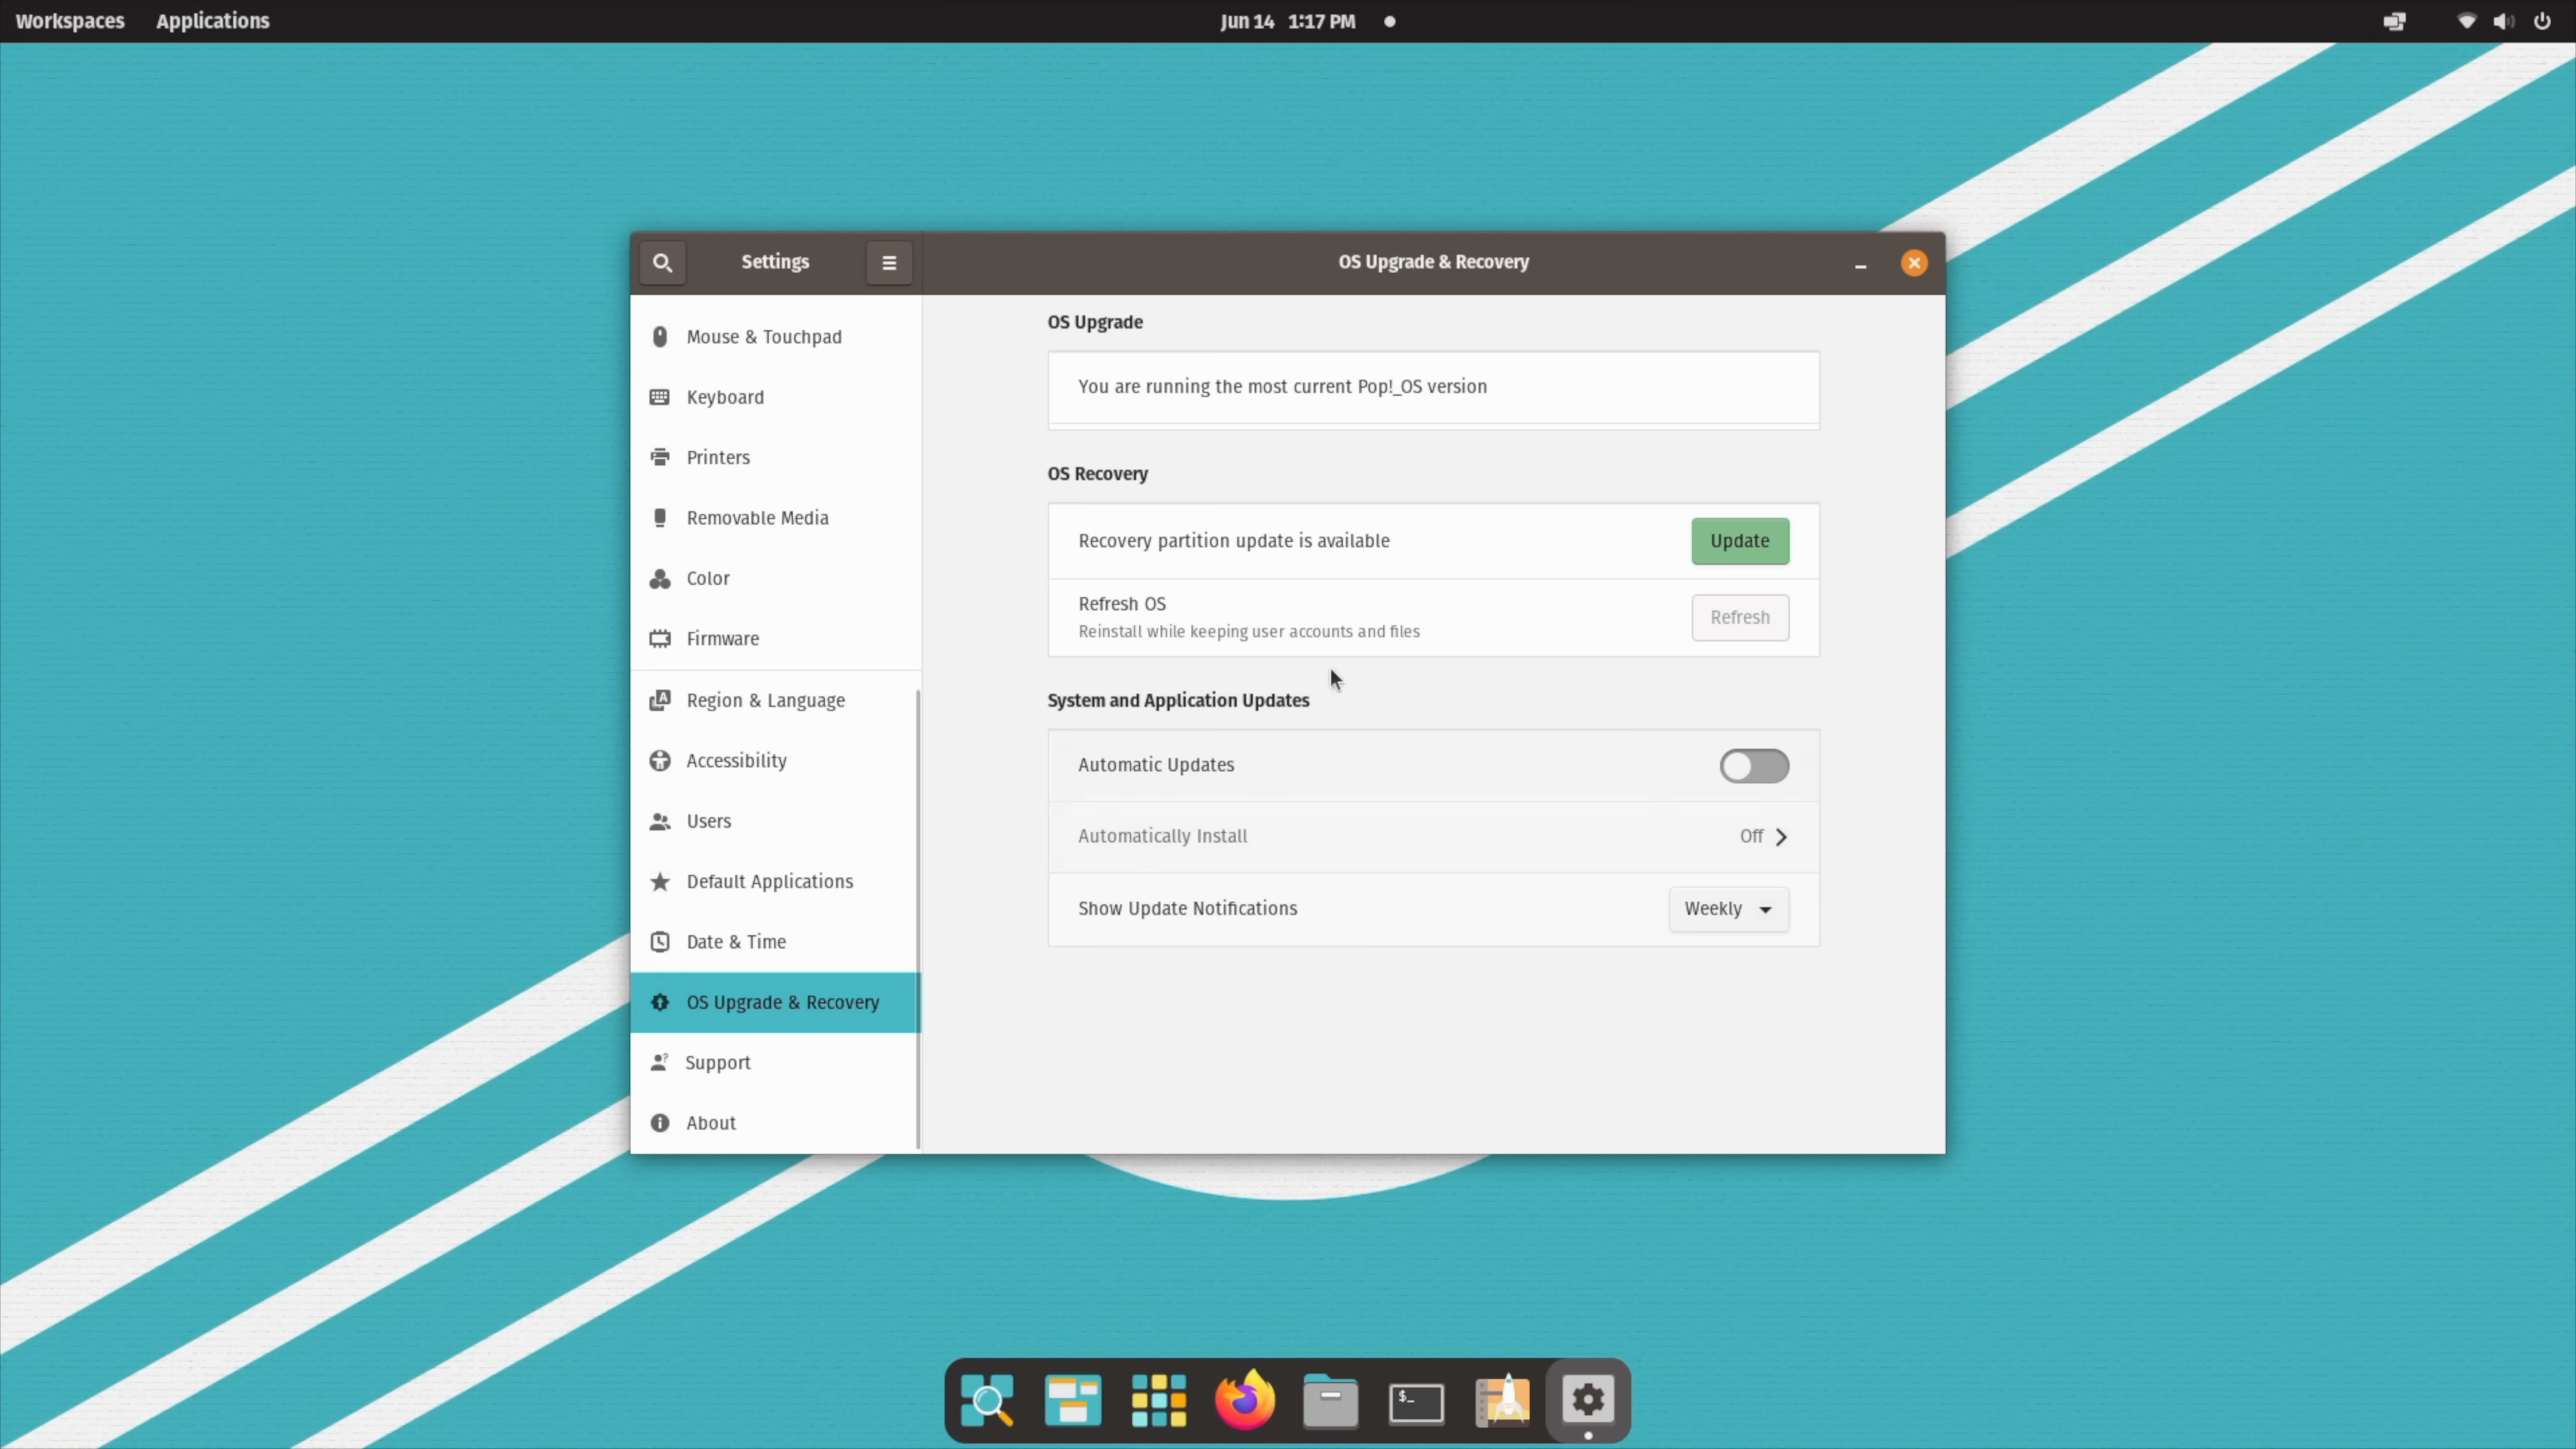 Workspaces Applications Jun 14 1:17 PM
Settings
OS Upgrade & Recovery
Mouse & Touchpad
Keyboard
Printers
Removable Media
Color
Firmware
Region & Language
Accessibility
Users
Default Applications
Date & Time
OS Upgrade & Recovery
Support
About
OS Upgrade
You are running the most current Pop!_OS version
OS Recovery
Recovery partition update is available Update
Refresh OS
Reinstall while keeping user accounts and files
Refresh
System and Application Updates
Automatic Updates
Automatically Install Off
Show Update Notifications Weekly
$_